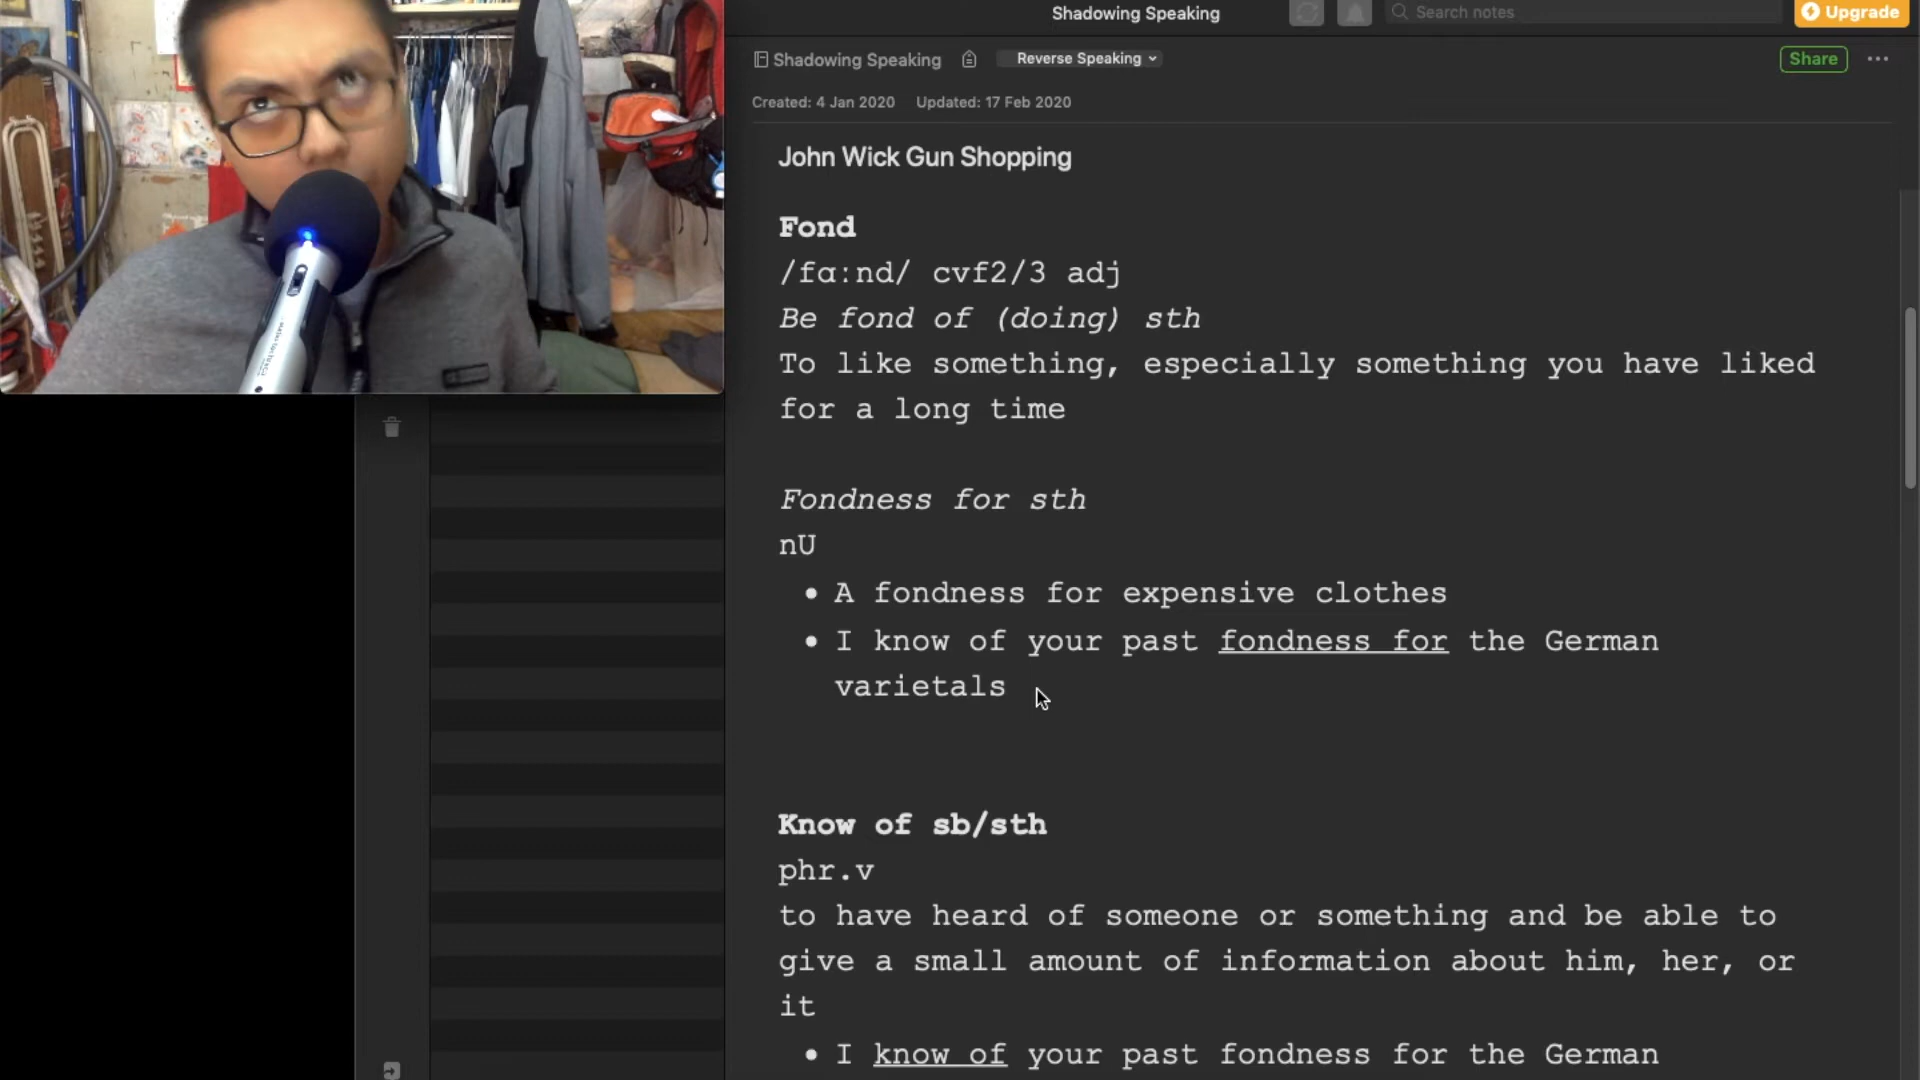 Shadowing Speaking
Search notes
Upgrade
Shadowing Speaking
Reverse Speaking
Share
Created: 4 Jan 2020 Updated: 17 Feb 2020
John Wick Gun Shopping
Fond
/fɑːnd/ cvf2/3 adj
Be fond of (doing) sth
To like something, especially something you have liked
for a long time
Fondness for sth
nU
• A fondness for expensive clothes
• I know of your past fondness for the German
varietals
Know of sb/sth
phr.v
to have heard of someone or something and be able to
give a small amount of information about him, her, or
it
• I know of your past fondness for the German